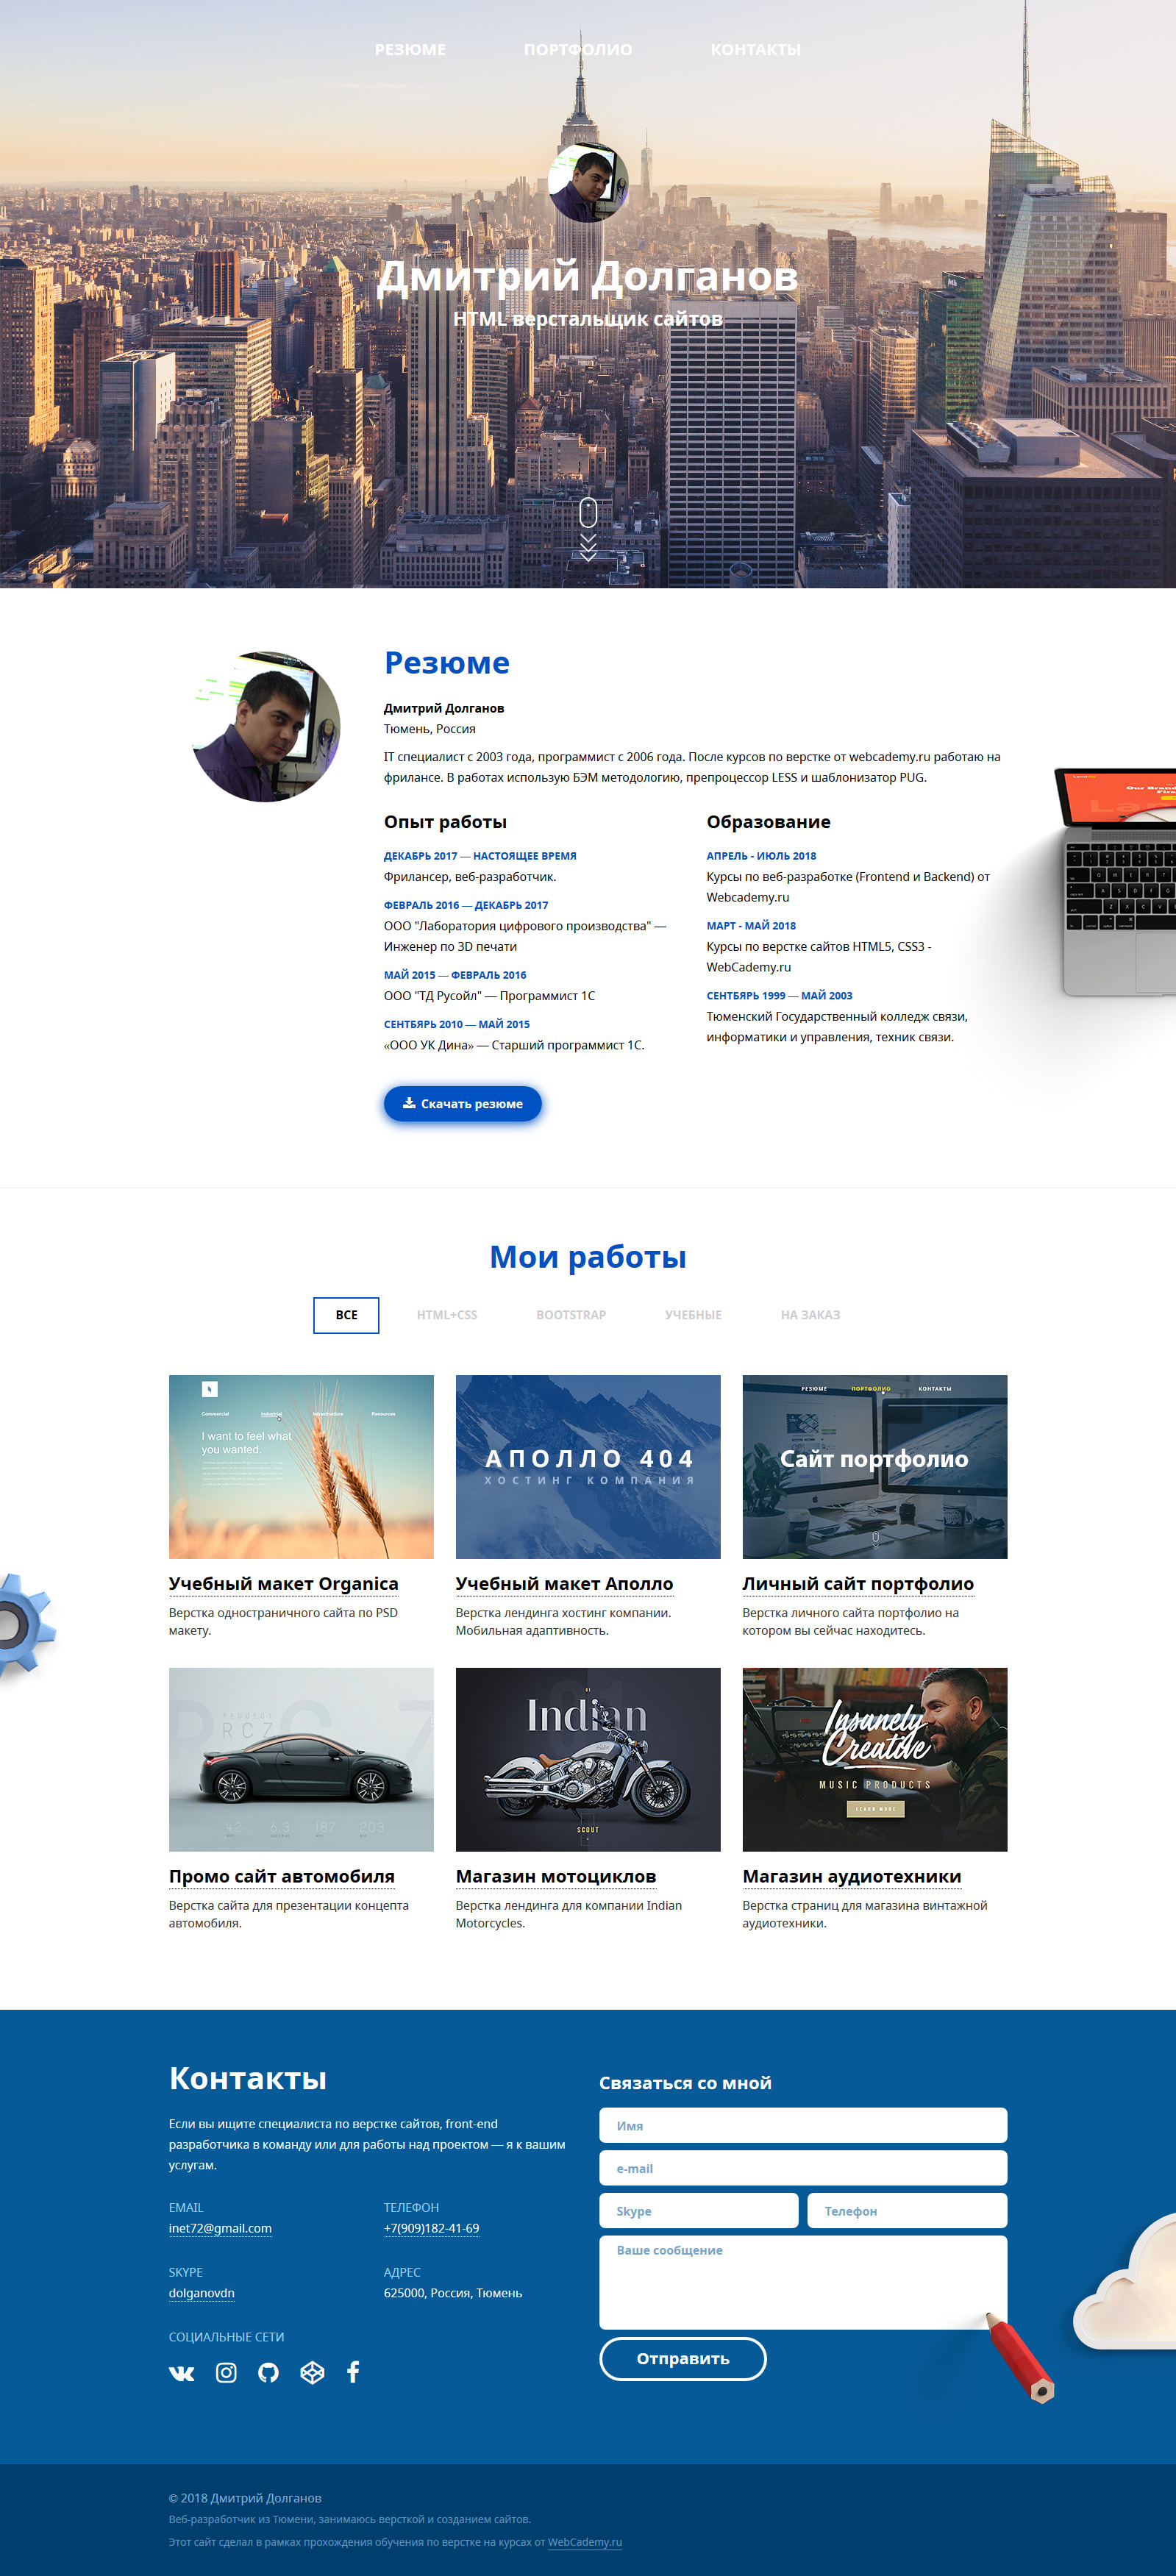 РЕЗЮМЕ ПОРТФОЛИО КОНТАКТЫ
Дмитрий Долганов
HTML верстальщик сайтов
Резюме
Дмитрий Долганов
Тюмень, Россия
IT специалист с 2003 года, программист с 2006 года. После курсов по верстке от webcademy.ru работаю на
фрилансе. В работах использую БЭМ методологию, препроцессор LESS и шаблонизатор PUG.
Опыт работы
ДЕКАБРЬ 2017 — НАСТОЯЩЕЕ ВРЕМЯ
Фрилансер, веб-разработчик.
ФЕВРАЛЬ 2016 — ДЕКАБРЬ 2017
ООО "Лаборатория цифрового производства" —
Инженер по 3D печати
МАЙ 2015 — ФЕВРАЛЬ 2016
ООО "ТД Русойл" — Программист 1С
СЕНТЯБРЬ 2010 — МАЙ 2015
«ООО УК Дина» — Старший программист 1С.
Образование
АПРЕЛЬ - ИЮЛЬ 2018
Курсы по веб-разработке (Frontend и Backend) от
Webcademy.ru
МАРТ - МАЙ 2018
Курсы по верстке сайтов HTML5, CSS3 -
WebCademy.ru
СЕНТЯБРЬ 1999 — МАЙ 2003
Тюменский Государственный колледж связи,
информатики и управления, техник связи.
Скачать резюме
Мои работы
ВСЕ HTML+CSS BOOTSTRAP УЧЕБНЫЕ НА ЗАКАЗ
Commercial Industrial Infrastructure Resources
I want to feel what
you wanted.
АПОЛЛО 404
ХОСТИНГ КОМПАНИЯ
РЕЗЮМЕ ПОРТФОЛИО КОНТАКТЫ
Сайт портфолио
Учебный макет Organica
Верстка одностраничного сайта по PSD
макету.
Учебный макет Аполло
Верстка лендинга хостинг компании.
Мобильная адаптивность.
Личный сайт портфолио
Верстка личного сайта портфолио на
котором вы сейчас находитесь.
PEUGEOT
RCZ
42 6,3 187 203
Indian
SCOUT
Insanely
Creative
MUSIC PRODUCTS
LEARN MORE
Промо сайт автомобиля
Верстка сайта для презентации концепта
автомобиля.
Магазин мотоциклов
Верстка лендинга для компании Indian
Motorcycles.
Магазин аудиотехники
Верстка страниц для магазина винтажной
аудиотехники.
Контакты
Если вы ищите специалиста по верстке сайтов, front-end
разработчика в команду или для работы над проектом — я к вашим
услугам.
EMAIL
inet72@gmail.com
ТЕЛЕФОН
+7(909)182-41-69
SKYPE
dolganovdn
АДРЕС
625000, Россия, Тюмень
СОЦИАЛЬНЫЕ СЕТИ
Связаться со мной
Имя
e-mail
Skype Телефон
Ваше сообщение
Отправить
© 2018 Дмитрий Долганов
Веб-разработчик из Тюмени, занимаюсь версткой и созданием сайтов.
Этот сайт сделал в рамках прохождения обучения по верстке на курсах от WebCademy.ru